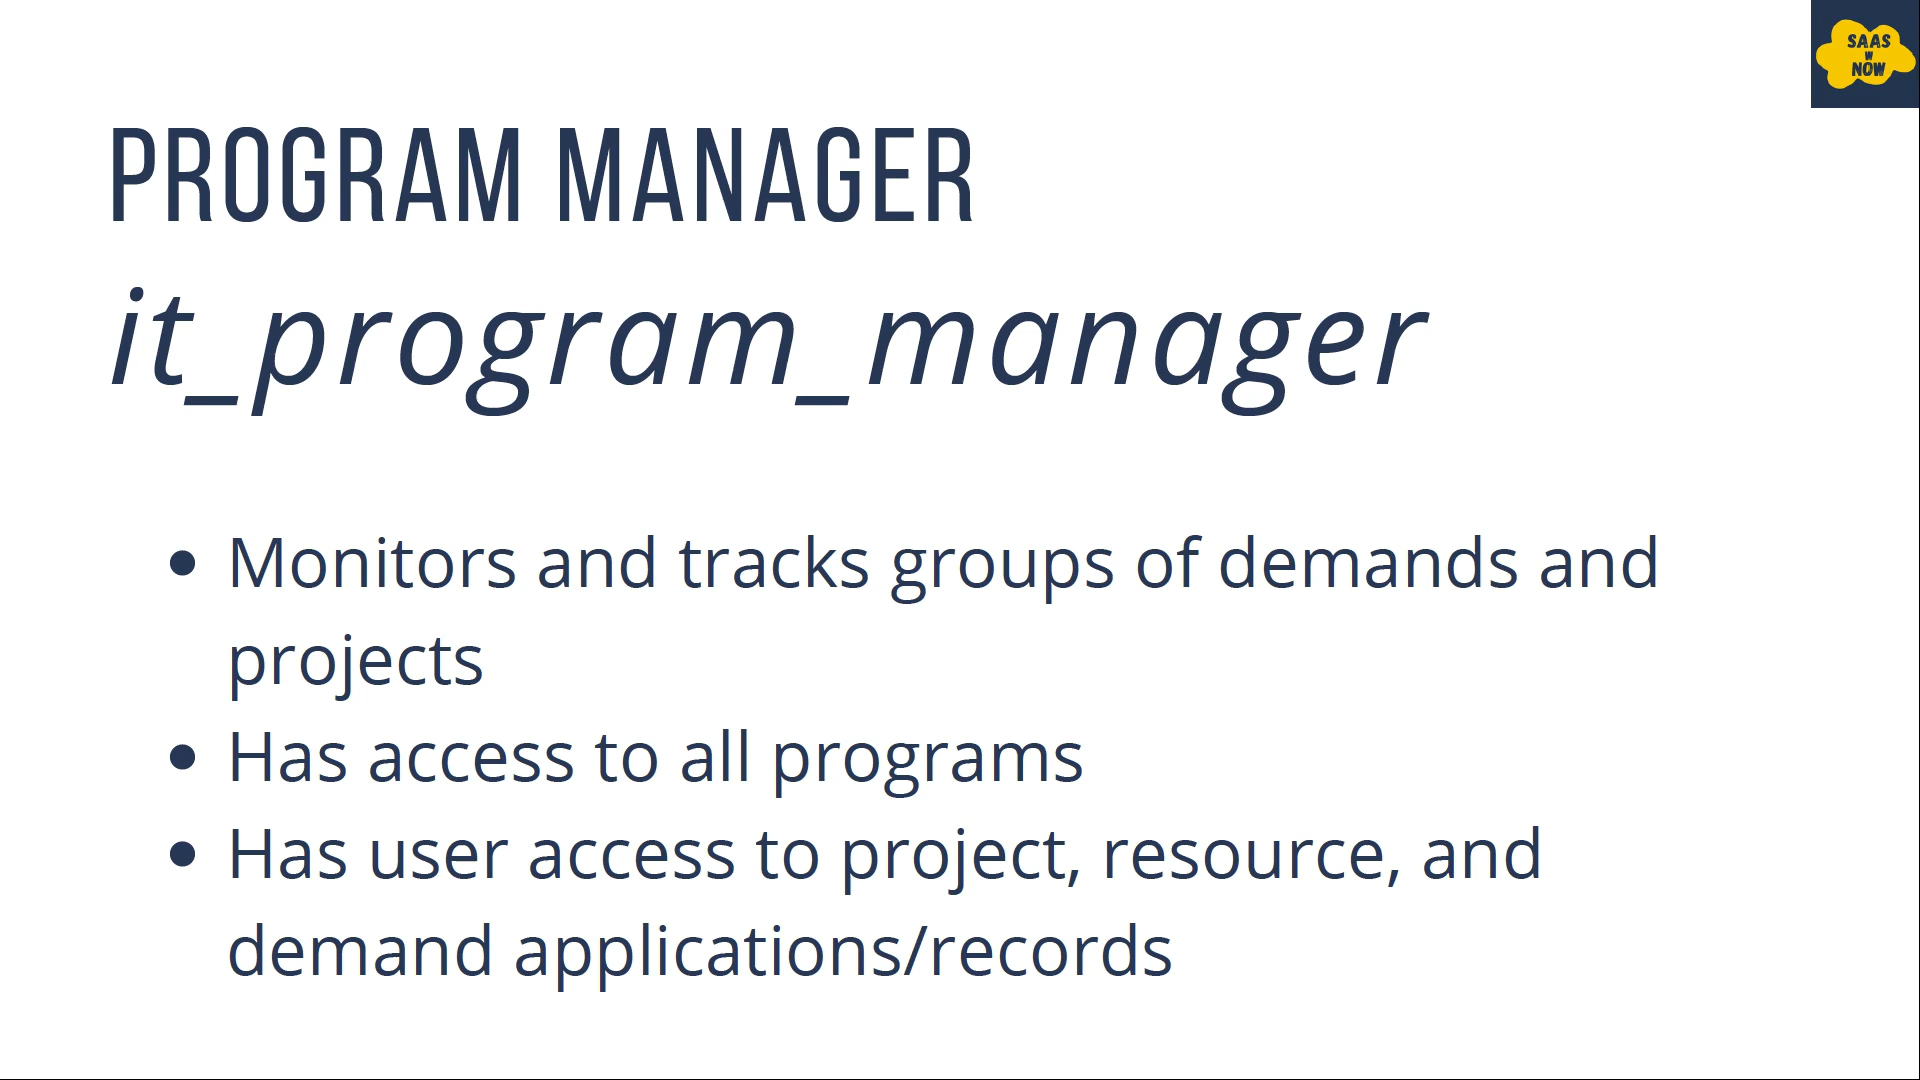 SAAS
W
NOW
PROGRAM MANAGER
it_program_manager
• Monitors and tracks groups of demands and
projects
• Has access to all programs
• Has user access to project, resource, and
demand applications/records